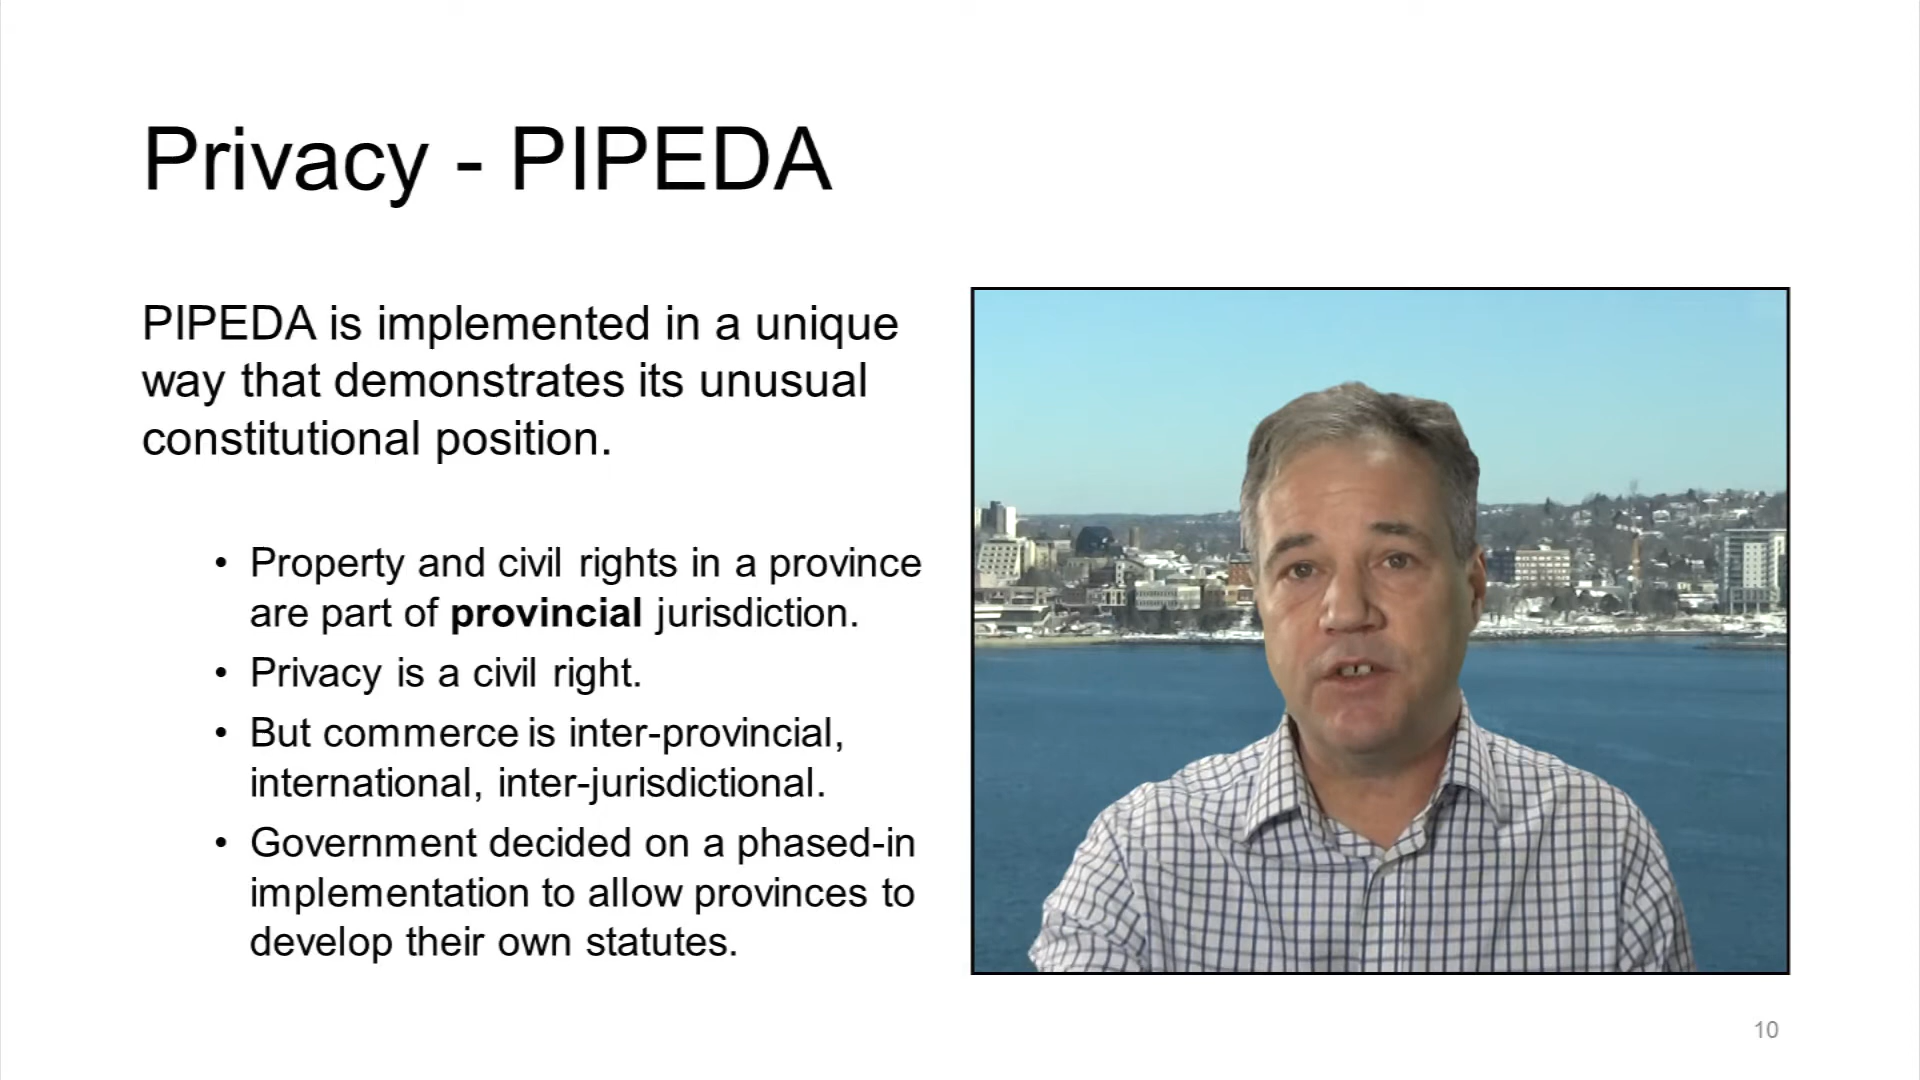 Privacy - PIPEDA
PIPEDA is implemented in a unique
way that demonstrates its unusual
constitutional position.
• Property and civil rights in a province
are part of provincial jurisdiction.
• Privacy is a civil right.
• But commerce is inter-provincial,
international, inter-jurisdictional.
• Government decided on a phased-in
implementation to allow provinces to
develop their own statutes.
10